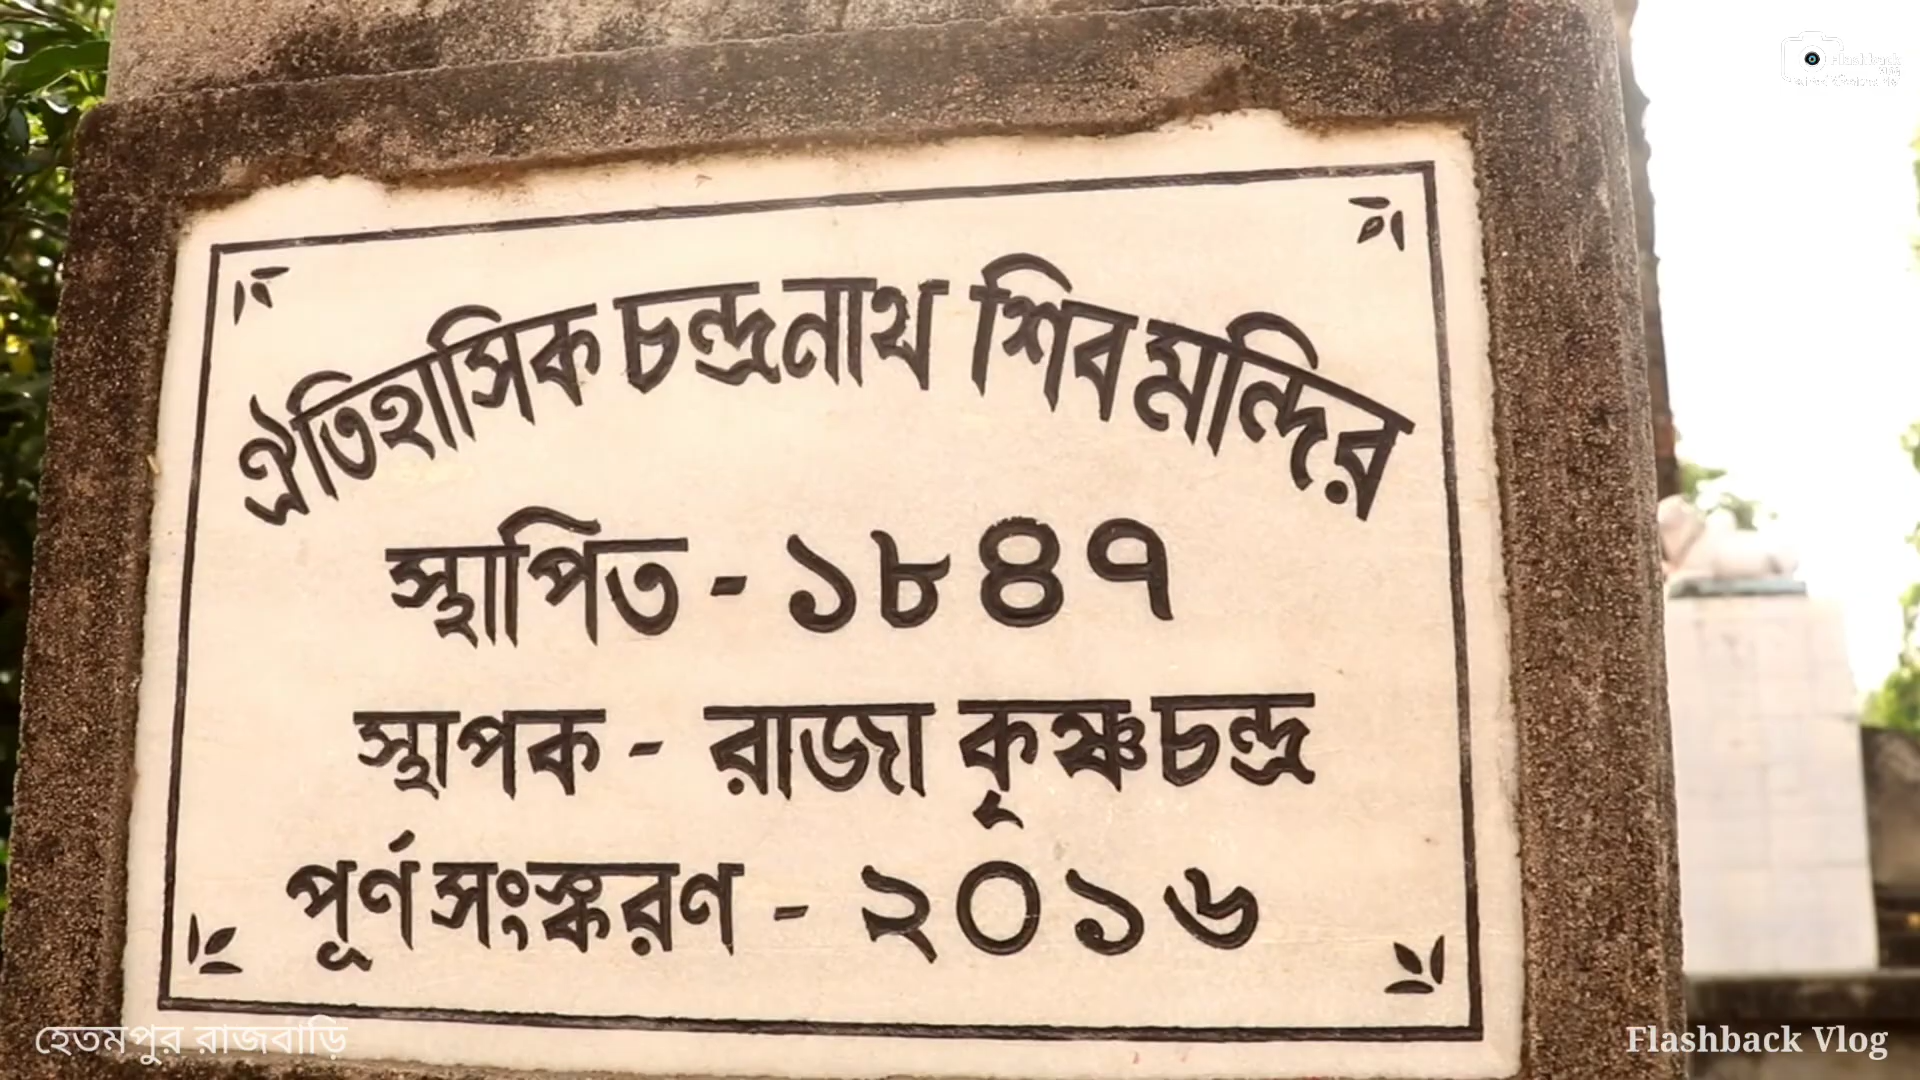 ঐতিহাসিক চন্দ্রনাথ শিব মন্দির
স্থাপিত - ১৮৪৭
স্থাপক - রাজা কৃষ্ণচন্দ্র
পূর্ণ সংস্করণ - ২০১৬
হেতমপুর রাজবাড়ি
Flashback Vlog